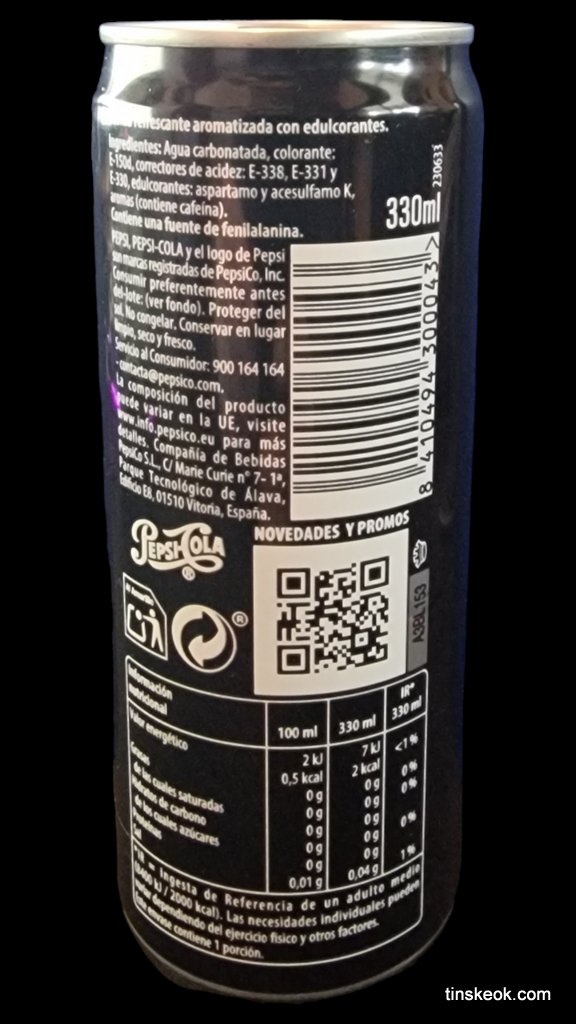 refrescante aromatizada con edulcorantes.
Ingredientes: Agua carbonatada, colorante:
E-150d, correctores de acidez: E-338, E-331 y
E-330, edulcorantes: aspartamo y acesulfamo K,
aromas (contiene cafeína).
Contiene una fuente de fenilalanina.
PEPSI, PEPSI-COLA y el logo de Pepsi
son marcas registradas de PepsiCo, Inc.
Consumir preferentemente antes
del-lote: (ver fondo). Proteger del
sol. No congelar. Conservar en lugar
limpio, seco y fresco.
Servicio al Consumidor: 900 164 164
- contacta@pepsico.com.
La composición del producto
puede variar en la UE, visite
www.info.pepsico.eu para más
detalles. Compañía de Bebidas
PepsiCo S.L., C/ Marie Curie nº 7- 1ª,
Parque Tecnológico de Álava,
Edificio E8, 01510 Vitoria, España.
330ml
230633
8 410494 300043 >
PEPSI-COLA
®
NOVEDADES Y PROMOS
A3BL153
Al Amarillo
®
Información
nutricional
100 ml
330 ml
IR*
330 ml
Valor energético 2 kJ 7 kJ <1%
0,5 kcal 2 kcal
Grasas 0 g 0 g 0%
de las cuales saturadas 0 g 0 g 0%
Hidratos de carbono 0 g 0 g
de los cuales azúcares 0 g 0 g 0%
Proteínas 0 g 0 g
Sal 0,01 g 0,04 g 1%
*IR = Ingesta de Referencia de un adulto medio
(8400 kJ / 2000 kcal). Las necesidades individuales pueden
variar dependiendo del ejercicio físico y otros factores.
Este envase contiene 1 porción.
tinskeok.com